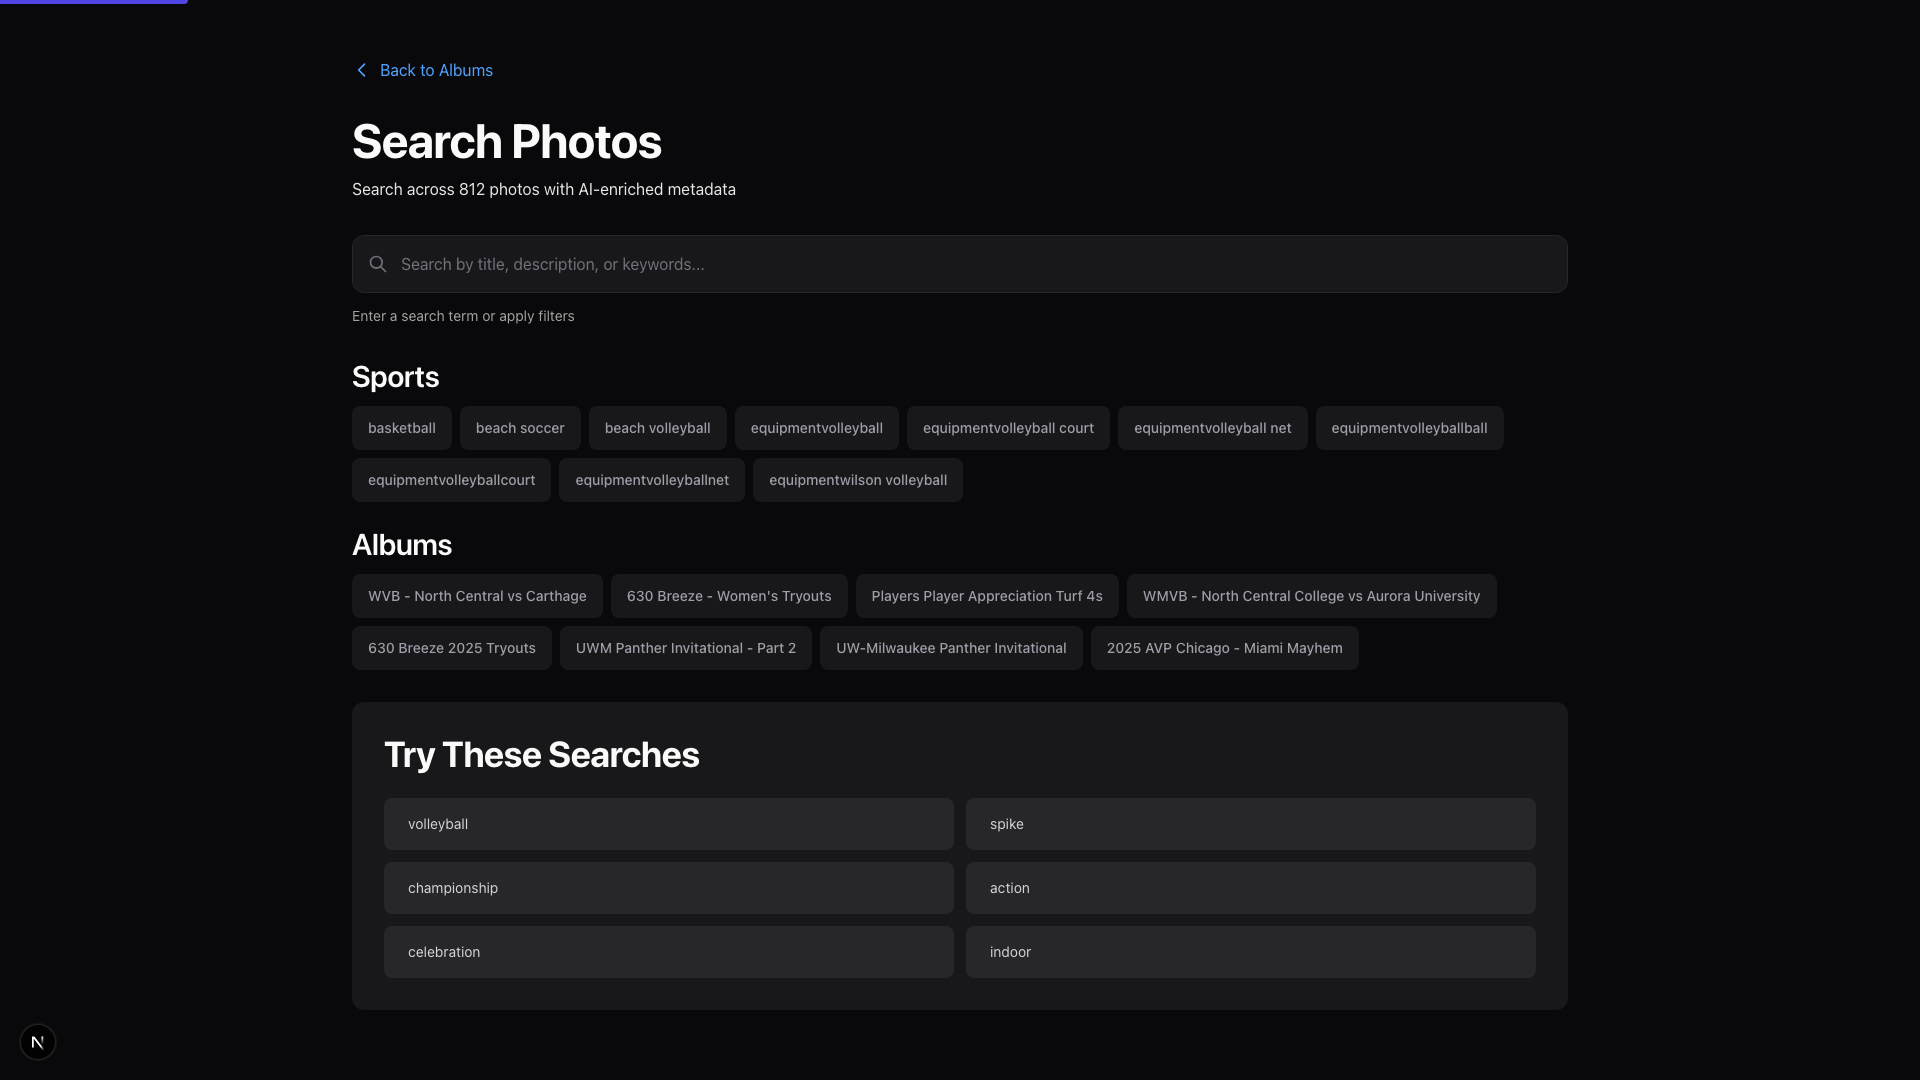 Back to Albums
Search Photos
Search across 812 photos with AI-enriched metadata
Search by title, description, or keywords...
Enter a search term or apply filters
Sports
basketball beach soccer beach volleyball equipmentvolleyball equipmentvolleyball court equipmentvolleyball net equipmentvolleyballball
equipmentvolleyballcourt equipmentvolleyballnet equipmentwilson volleyball
Albums
WVB - North Central vs Carthage 630 Breeze - Women's Tryouts Players Player Appreciation Turf 4s WMVB - North Central College vs Aurora University
630 Breeze 2025 Tryouts UWM Panther Invitational - Part 2 UW-Milwaukee Panther Invitational 2025 AVP Chicago - Miami Mayhem
Try These Searches
volleyball spike
championship action
celebration indoor
N